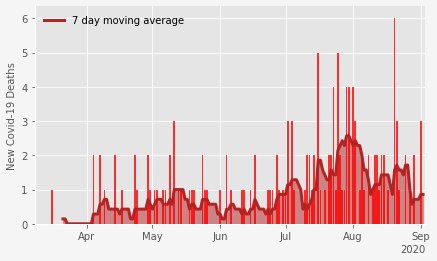 7 day moving average
New Covid-19 Deaths
6
5
4
3
2
1
0
Apr
May
Jun
Jul
Aug
Sep
2020